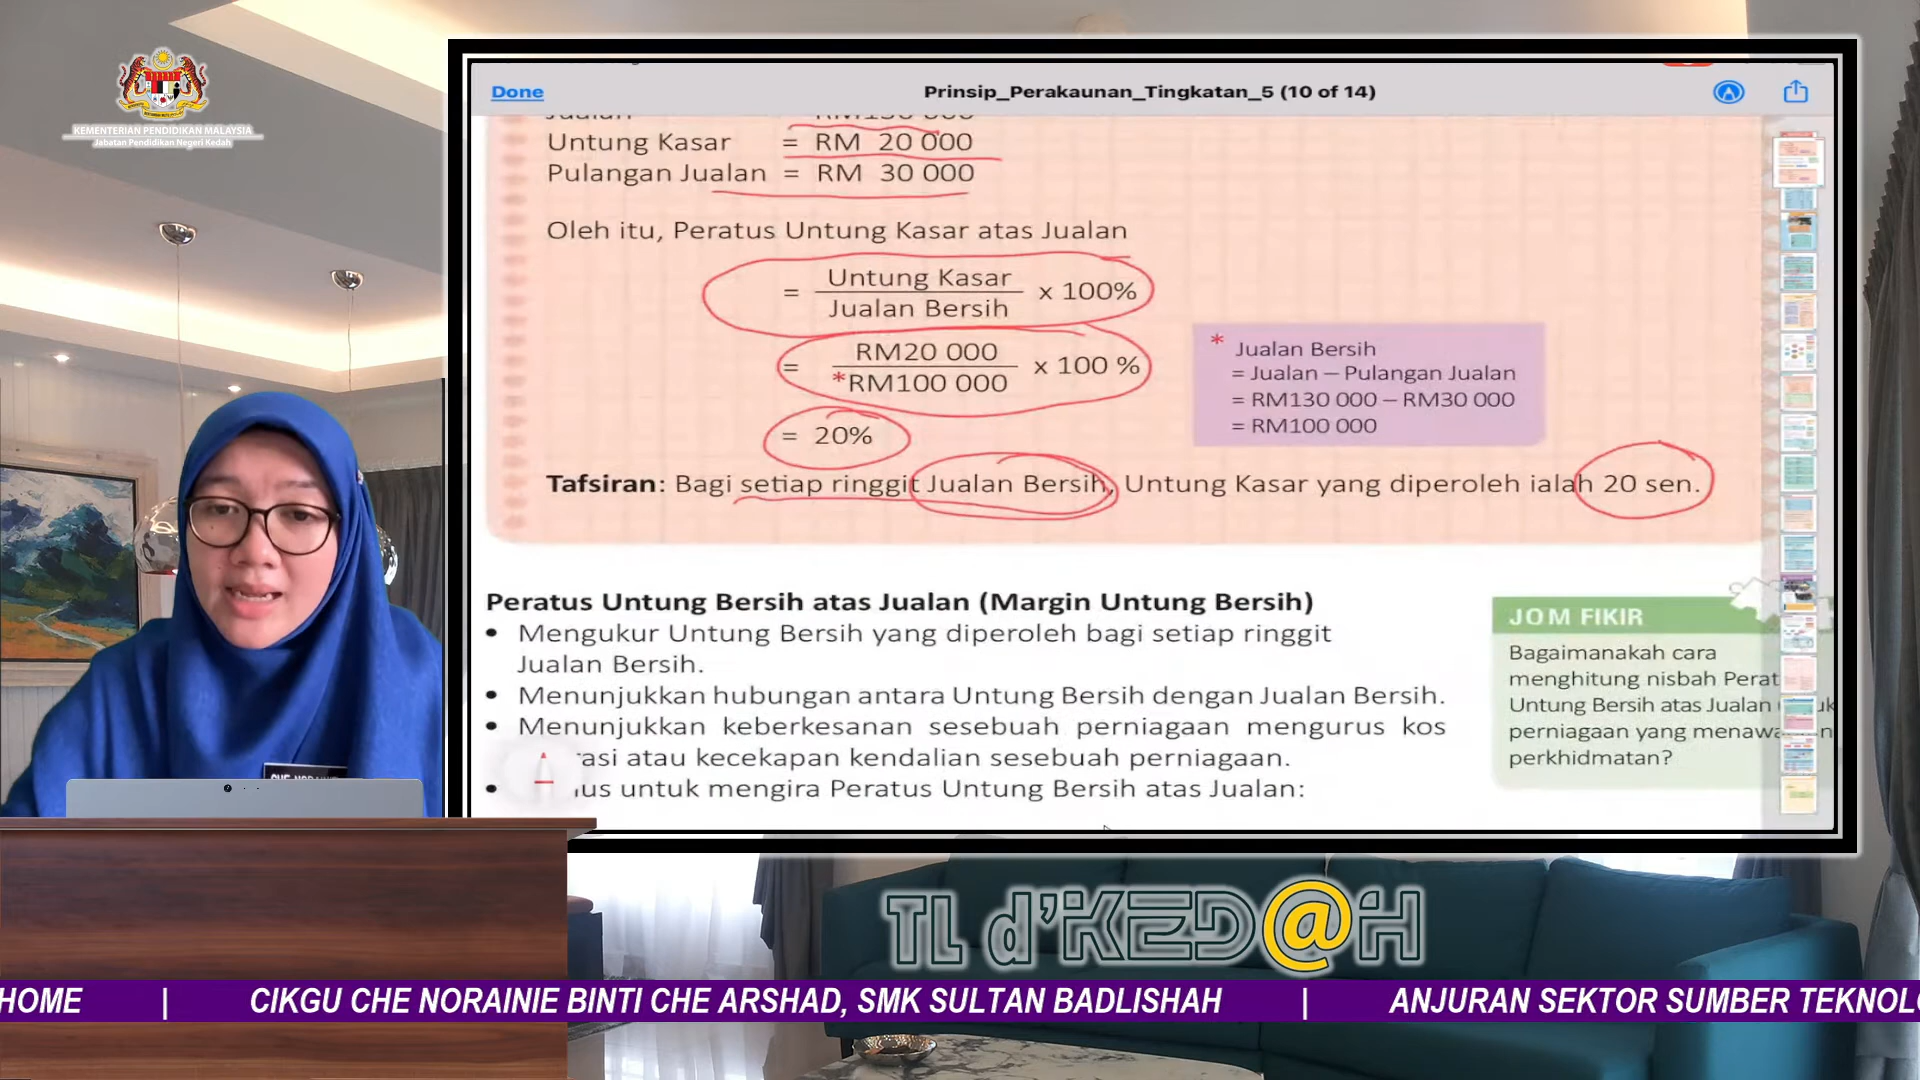 KEMENTERIAN PENDIDIKAN MALAYSIA
Jabatan Pendidikan Negeri Kedah
Done
Prinsip_Perakaunan_Tingkatan_5 (10 of 14)
Untung Kasar = RM 20 000
Pulangan Jualan = RM 30 000
Oleh itu, Peratus Untung Kasar atas Jualan
= Untung Kasar
Jualan Bersih
x 100%
= RM20 000
*RM100 000
x 100 %
= 20%
* Jualan Bersih
= Jualan – Pulangan Jualan
= RM130 000 – RM30 000
= RM100 000
Tafsiran: Bagi setiap ringgit Jualan Bersih, Untung Kasar yang diperoleh ialah 20 sen.
Peratus Untung Bersih atas Jualan (Margin Untung Bersih)
• Mengukur Untung Bersih yang diperoleh bagi setiap ringgit
Jualan Bersih.
• Menunjukkan hubungan antara Untung Bersih dengan Jualan Bersih.
• Menunjukkan keberkesanan sesebuah perniagaan mengurus kos
rasi atau kecekapan kendalian sesebuah perniagaan.
• us untuk mengira Peratus Untung Bersih atas Jualan:
JOM FIKIR
Bagaimanakah cara
menghitung nisbah Perat
Untung Bersih atas Jualan
perniagaan yang menawa
perkhidmatan?
TL d'KED@H
HOME | CIKGU CHE NORAINIE BINTI CHE ARSHAD, SMK SULTAN BADLISHAH | ANJURAN SEKTOR SUMBER TEKNOLO